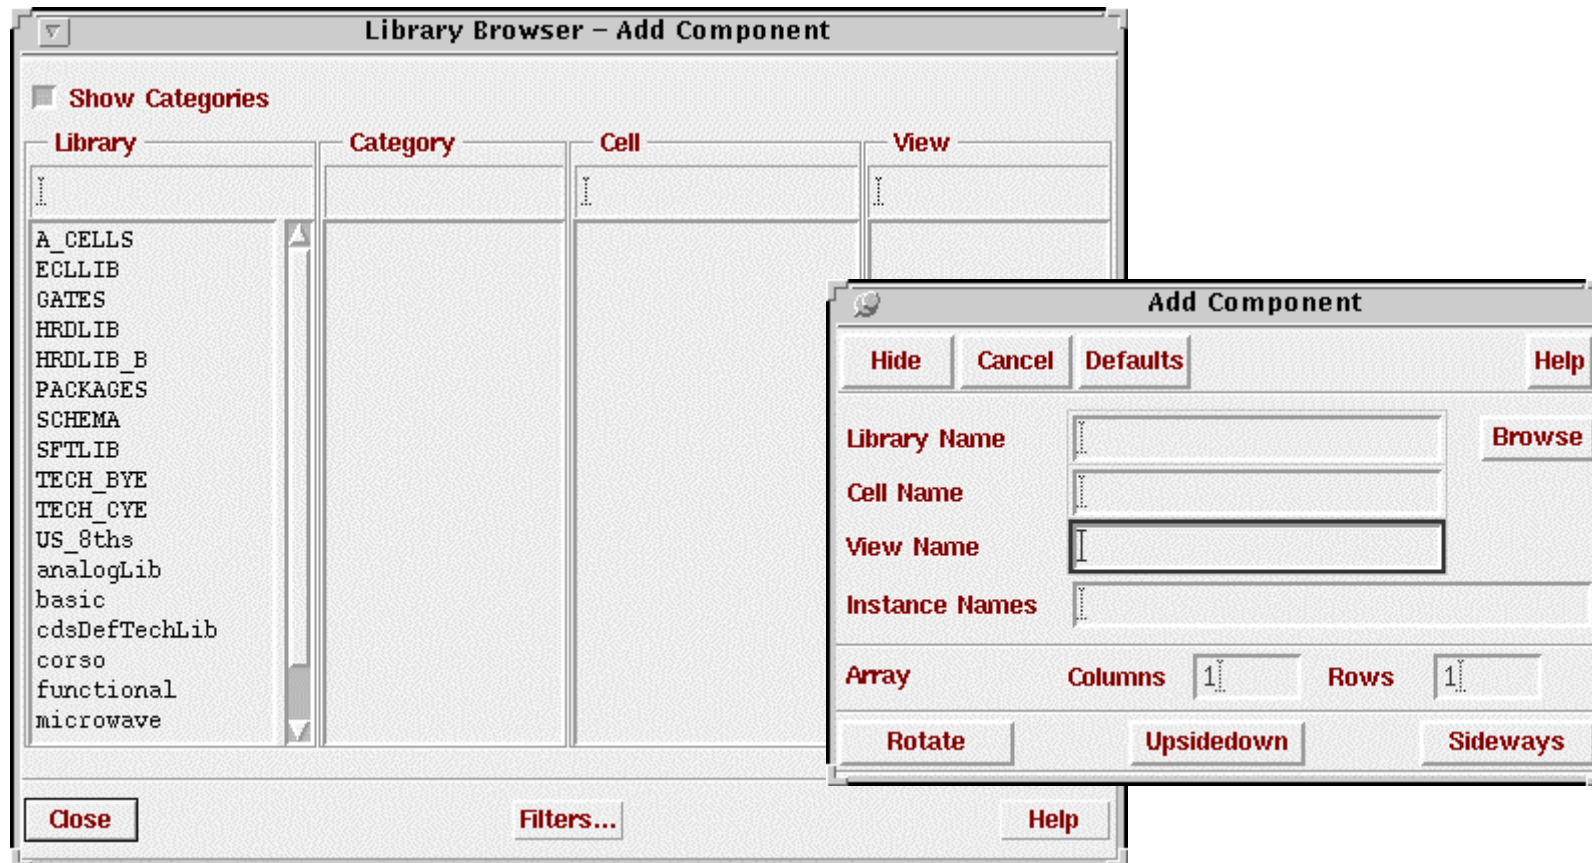 Library Browser – Add Component
Show Categories
Library Category Cell View
A_CELLS
ECLLIB
GATES
HRDLIB
HRDLIB_B
PACKAGES
SCHEMA
SFTLIB
TECH_BYE
TECH_CYE
US_8ths
analogLib
basic
cdsDefTechLib
corso
functional
microwave
Close Filters... Help
Add Component
Hide Cancel Defaults Help
Library Name Browse
Cell Name
View Name
Instance Names
Array Columns 1 Rows 1
Rotate Upsidedown Sideways